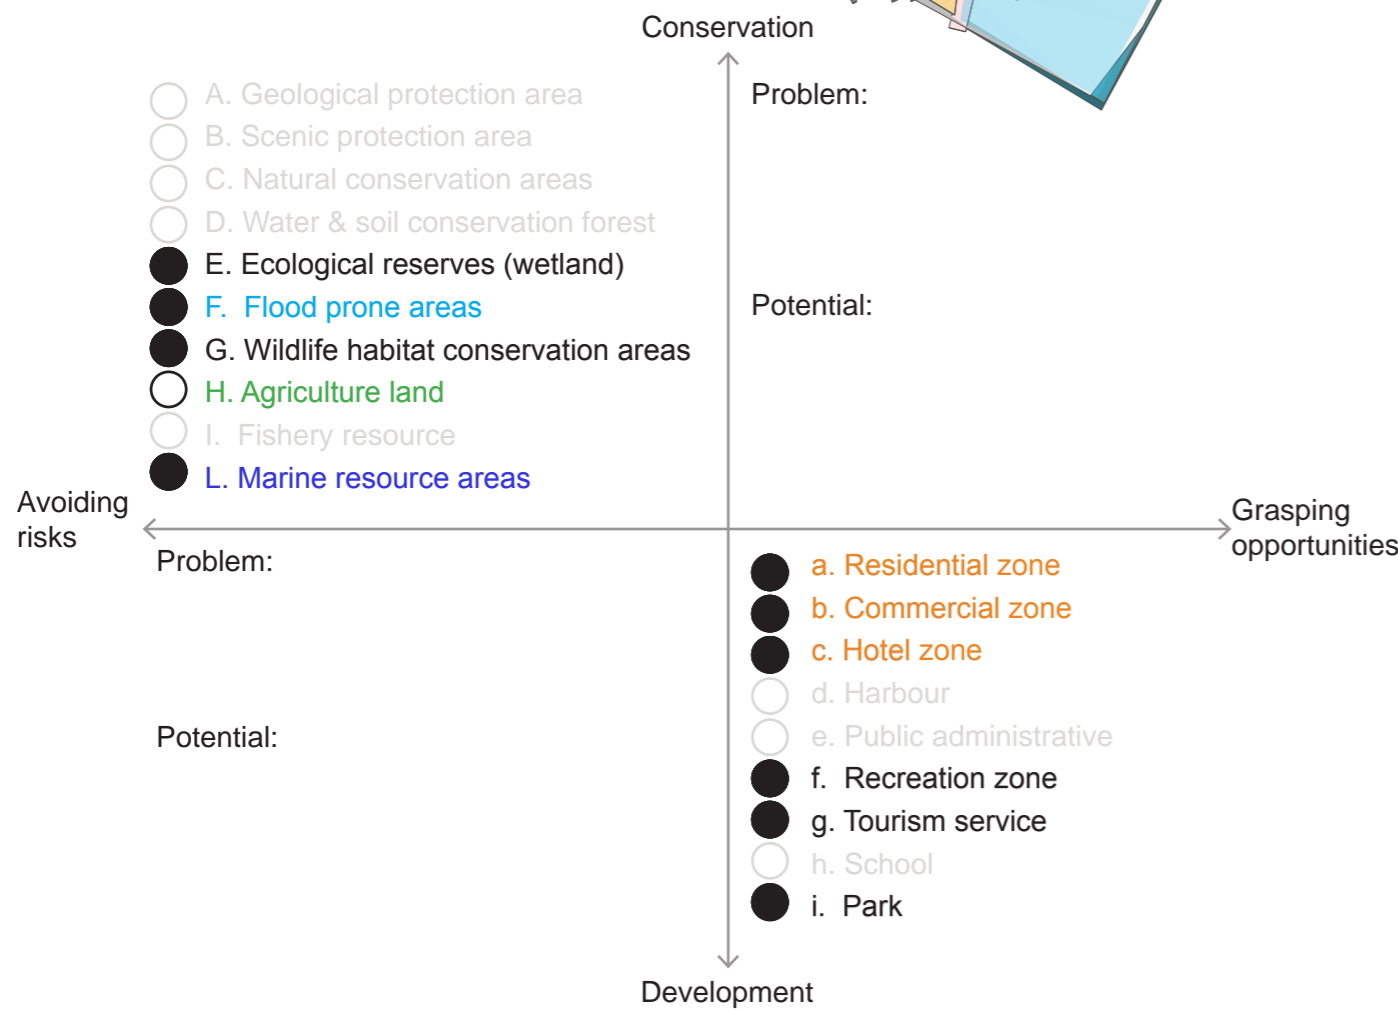 Conservation
A. Geological protection area
B. Scenic protection area
C. Natural conservation areas
D. Water & soil conservation forest
E. Ecological reserves (wetland)
F. Flood prone areas
G. Wildlife habitat conservation areas
H. Agriculture land
I. Fishery resource
L. Marine resource areas
Problem:
Potential:
Avoiding
risks
Grasping
opportunities
Problem:
Potential:
a. Residential zone
b. Commercial zone
c. Hotel zone
d. Harbour
e. Public administrative
f. Recreation zone
g. Tourism service
h. School
i. Park
Development